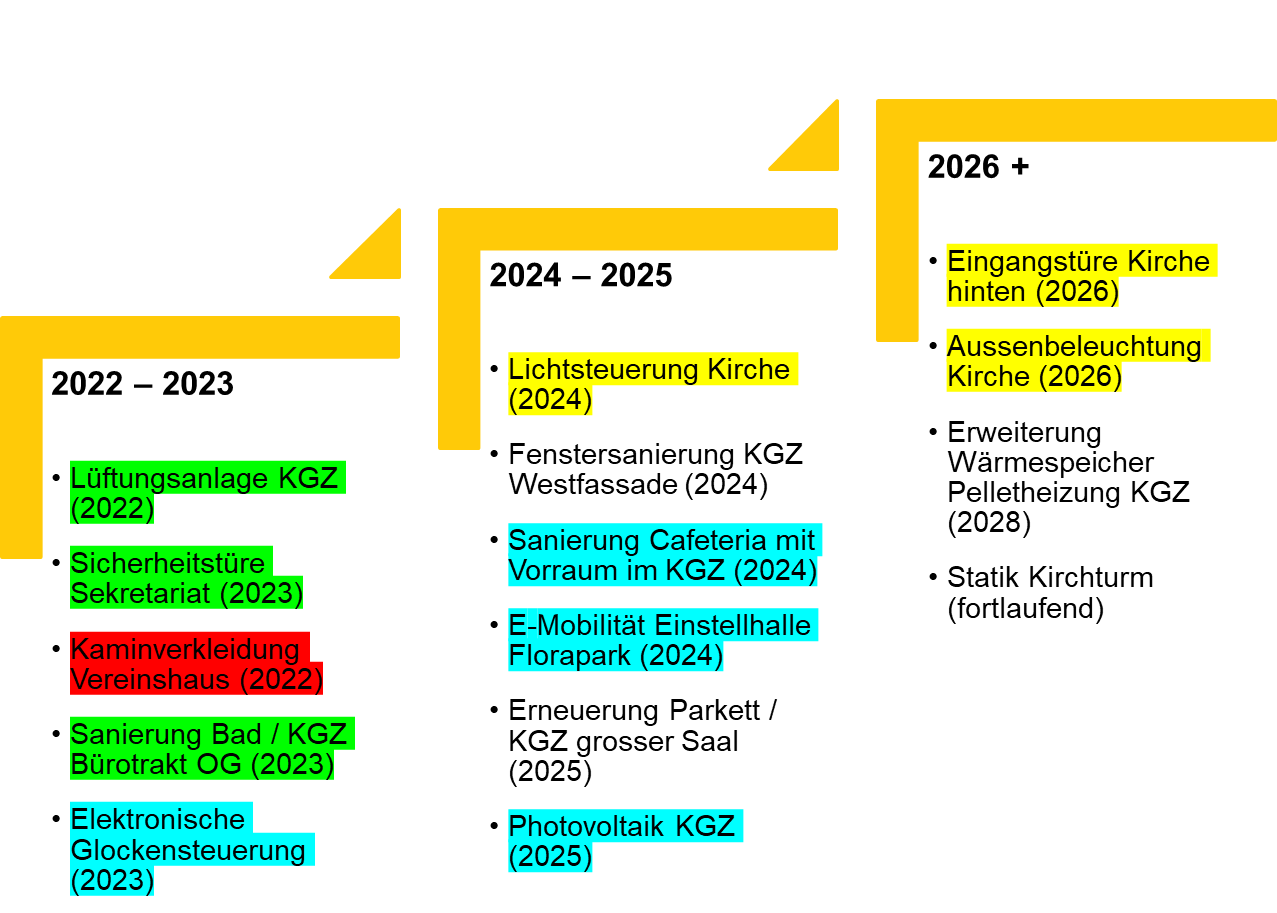 2022 – 2023
• Lüftungsanlage KGZ
(2022)
• Sicherheitstüre
Sekretariat (2023)
• Kaminverkleidung
Vereinshaus (2022)
• Sanierung Bad / KGZ
Bürotrakt OG (2023)
• Elektronische
Glockensteuerung
(2023)
2024 – 2025
• Lichtsteuerung Kirche
(2024)
• Fenstersanierung KGZ
Westfassade (2024)
• Sanierung Cafeteria mit
Vorraum im KGZ (2024)
• E-Mobilität Einstellhalle
Florapark (2024)
• Erneuerung Parkett /
KGZ grosser Saal
(2025)
• Photovoltaik KGZ
(2025)
2026 +
• Eingangstüre Kirche
hinten (2026)
• Aussenbeleuchtung
Kirche (2026)
• Erweiterung
Wärmespeicher
Pelletheizung KGZ
(2028)
• Statik Kirchturm
(fortlaufend)